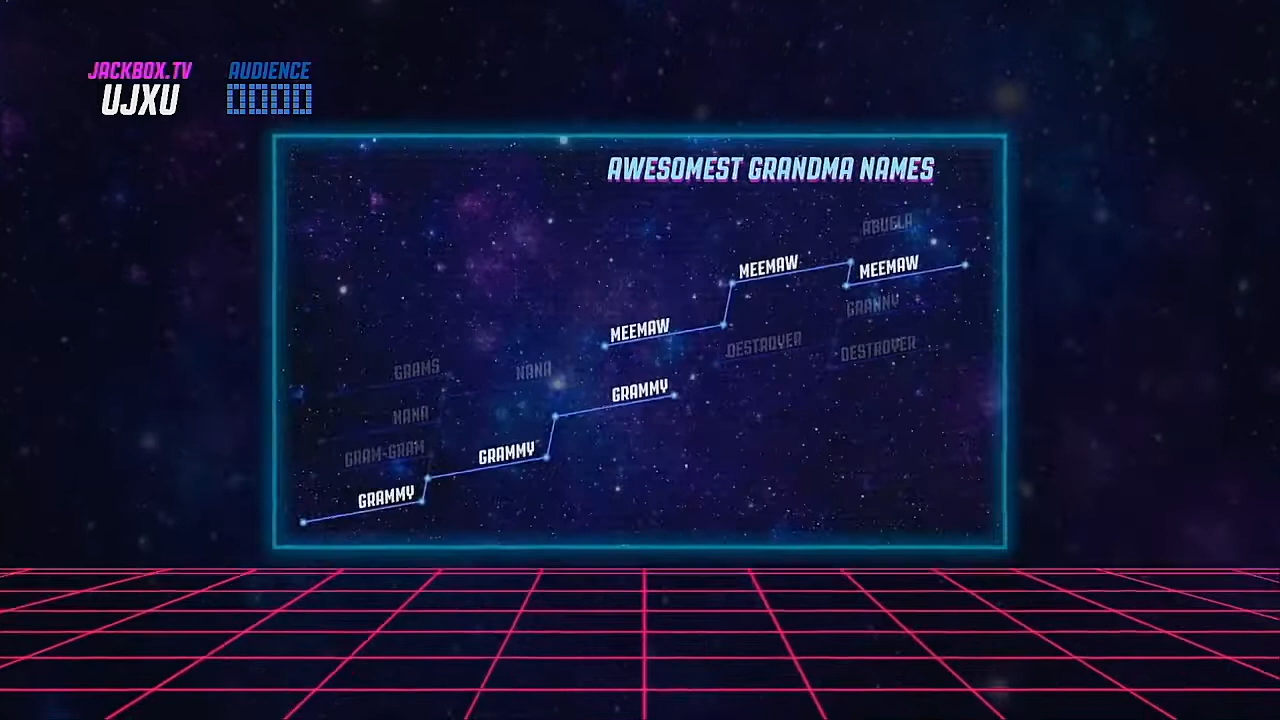 JACKBOX.TV
UJXU
AUDIENCE
0000
AWESOMEST GRANDMA NAMES
ABUELA
MEEMAW
MEEMAW
GRANNY
MEEMAW
DESTROYER
DESTROYER
GRAMS
NANA
GRAMMY
NANA
GRAM-GRAM
GRAMMY
GRAMMY